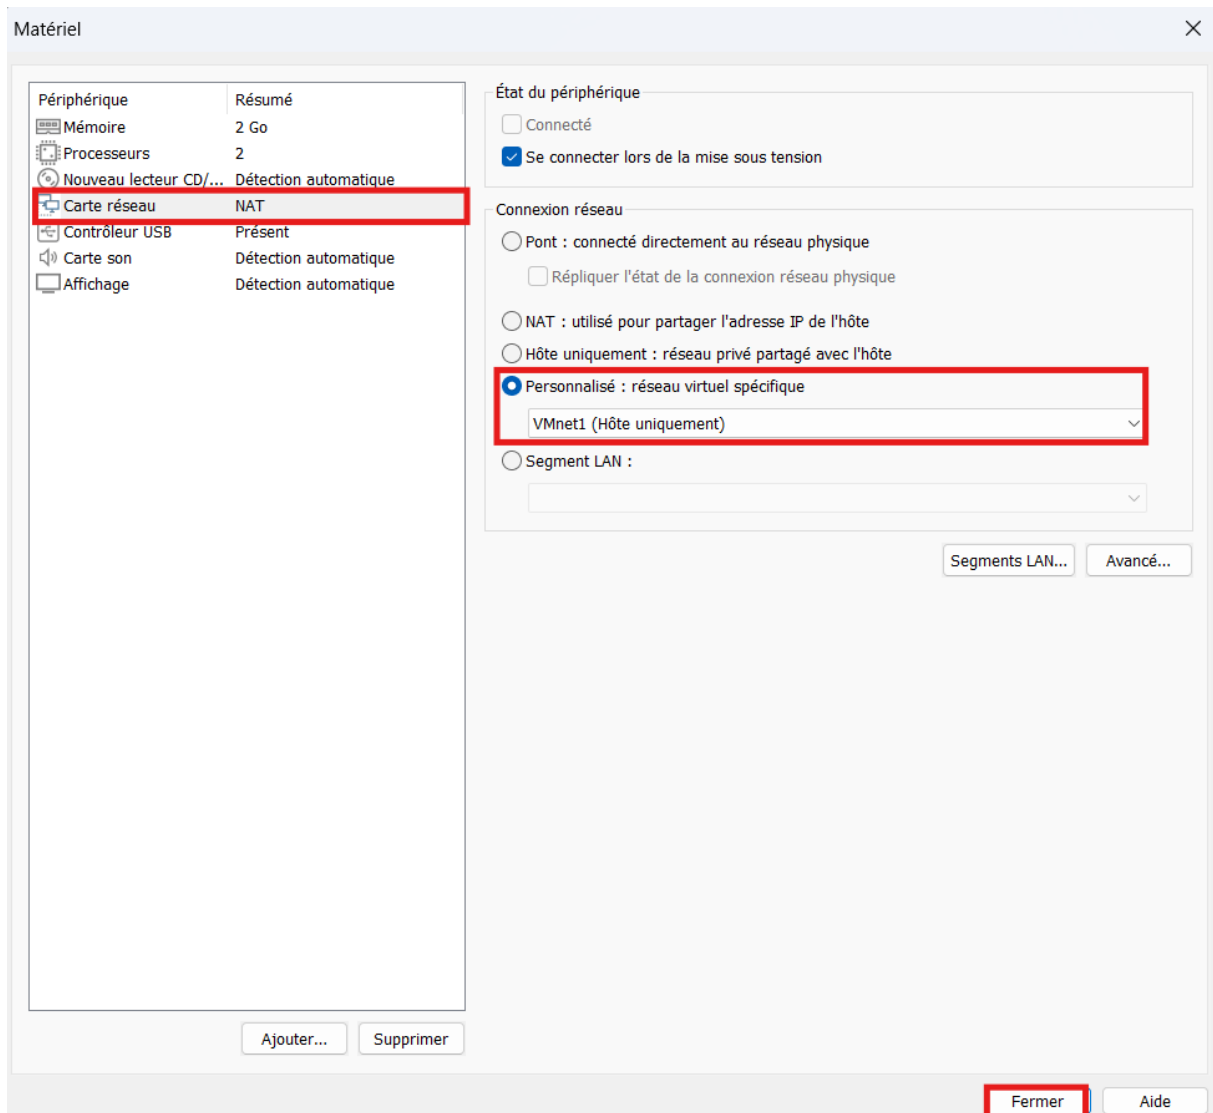 Matériel
Périphérique Résumé
Mémoire 2 Go
Processeurs 2
Nouveau lecteur CD/... Détection automatique
Carte réseau NAT
Contrôleur USB Présent
Carte son Détection automatique
Affichage Détection automatique
Ajouter... Supprimer
État du périphérique
Connecté
Se connecter lors de la mise sous tension
Connexion réseau
Pont : connecté directement au réseau physique
Répliquer l'état de la connexion réseau physique
NAT : utilisé pour partager l'adresse IP de l'hôte
Hôte uniquement : réseau privé partagé avec l'hôte
Personnalisé : réseau virtuel spécifique
VMnet1 (Hôte uniquement)
Segment LAN :
Segments LAN... Avancé...
Fermer Aide